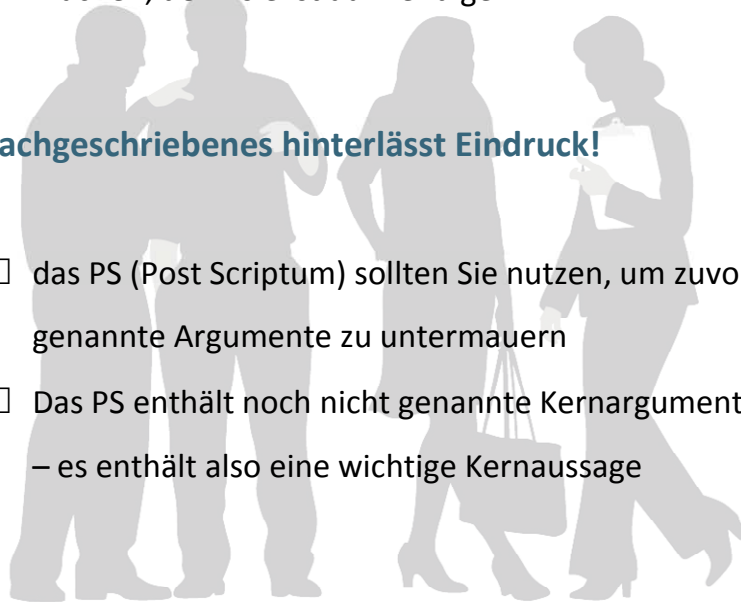 achgeschriebenes hinterlässt Eindruck!
das PS (Post Scriptum) sollten Sie nutzen, um zuvo
genannte Argumente zu untermauern
Das PS enthält noch nicht genannte Kernargument
– es enthält also eine wichtige Kernaussage